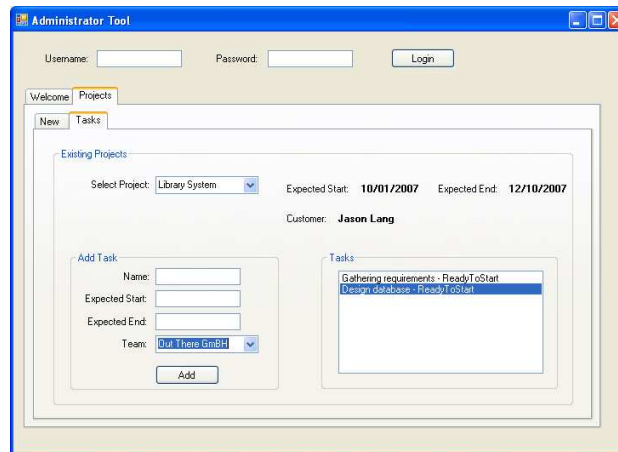 Administrator Tool
Username: Password: Login
Welcome Projects
New Tasks
Existing Projects
Select Project: Library System Expected Start: 10/01/2007 Expected End: 12/10/2007
Customer: Jason Lang
Add Task
Name:
Expected Start:
Expected End:
Team: Out There GmBH
Add
Tasks
Gathering requirements - ReadyToStart
Design database - ReadyToStart